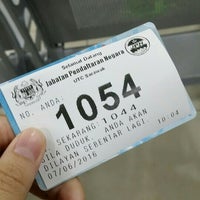 Selamat Datang
Jabatan Pendaftaran Negara
UTC Sarawak
NO. ANDA
1054
NO. SEKARANG: 1044
SILA DUDUK. ANDA AKAN
DILAYAN SEBENTAR LAGI.
07/06/2016 10:04